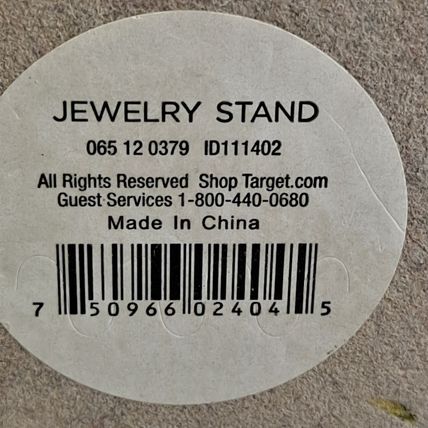 JEWELRY STAND
065 12 0379 ID111402
All Rights Reserved Shop Target.com
Guest Services 1-800-440-0680
Made In China
7 50966 02404 5